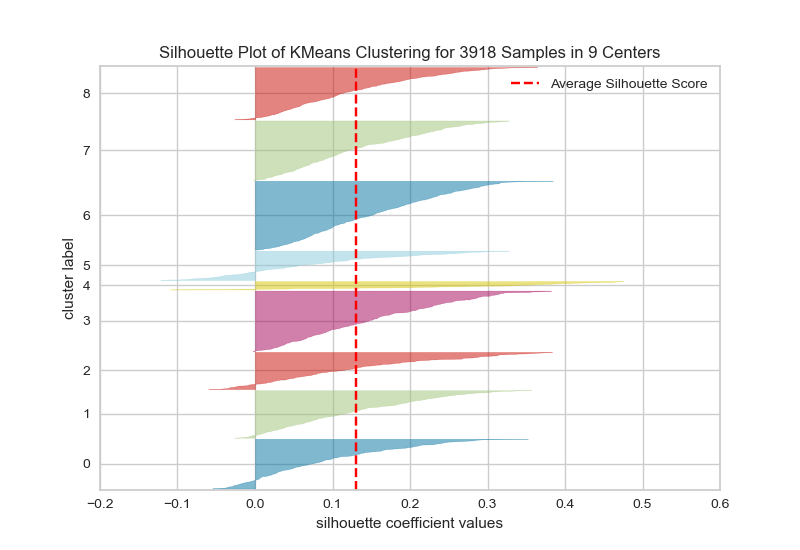 Silhouette Plot of KMeans Clustering for 3918 Samples in 9 Centers
Average Silhouette Score
8
7
6
5
4
3
2
1
0
cluster label
−0.2 −0.1 0.0 0.1 0.2 0.3 0.4 0.5 0.6
silhouette coefficient values